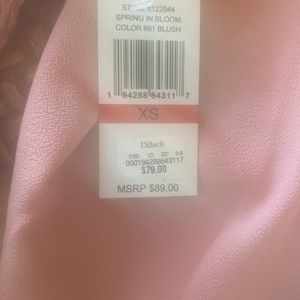 STYLE 6122044
SPRING IN BLOOM
COLOR 691 BLUSH
1 94288 64311 7
XS
Dillard's
000194288643117
$79.00
MSRP $89.00